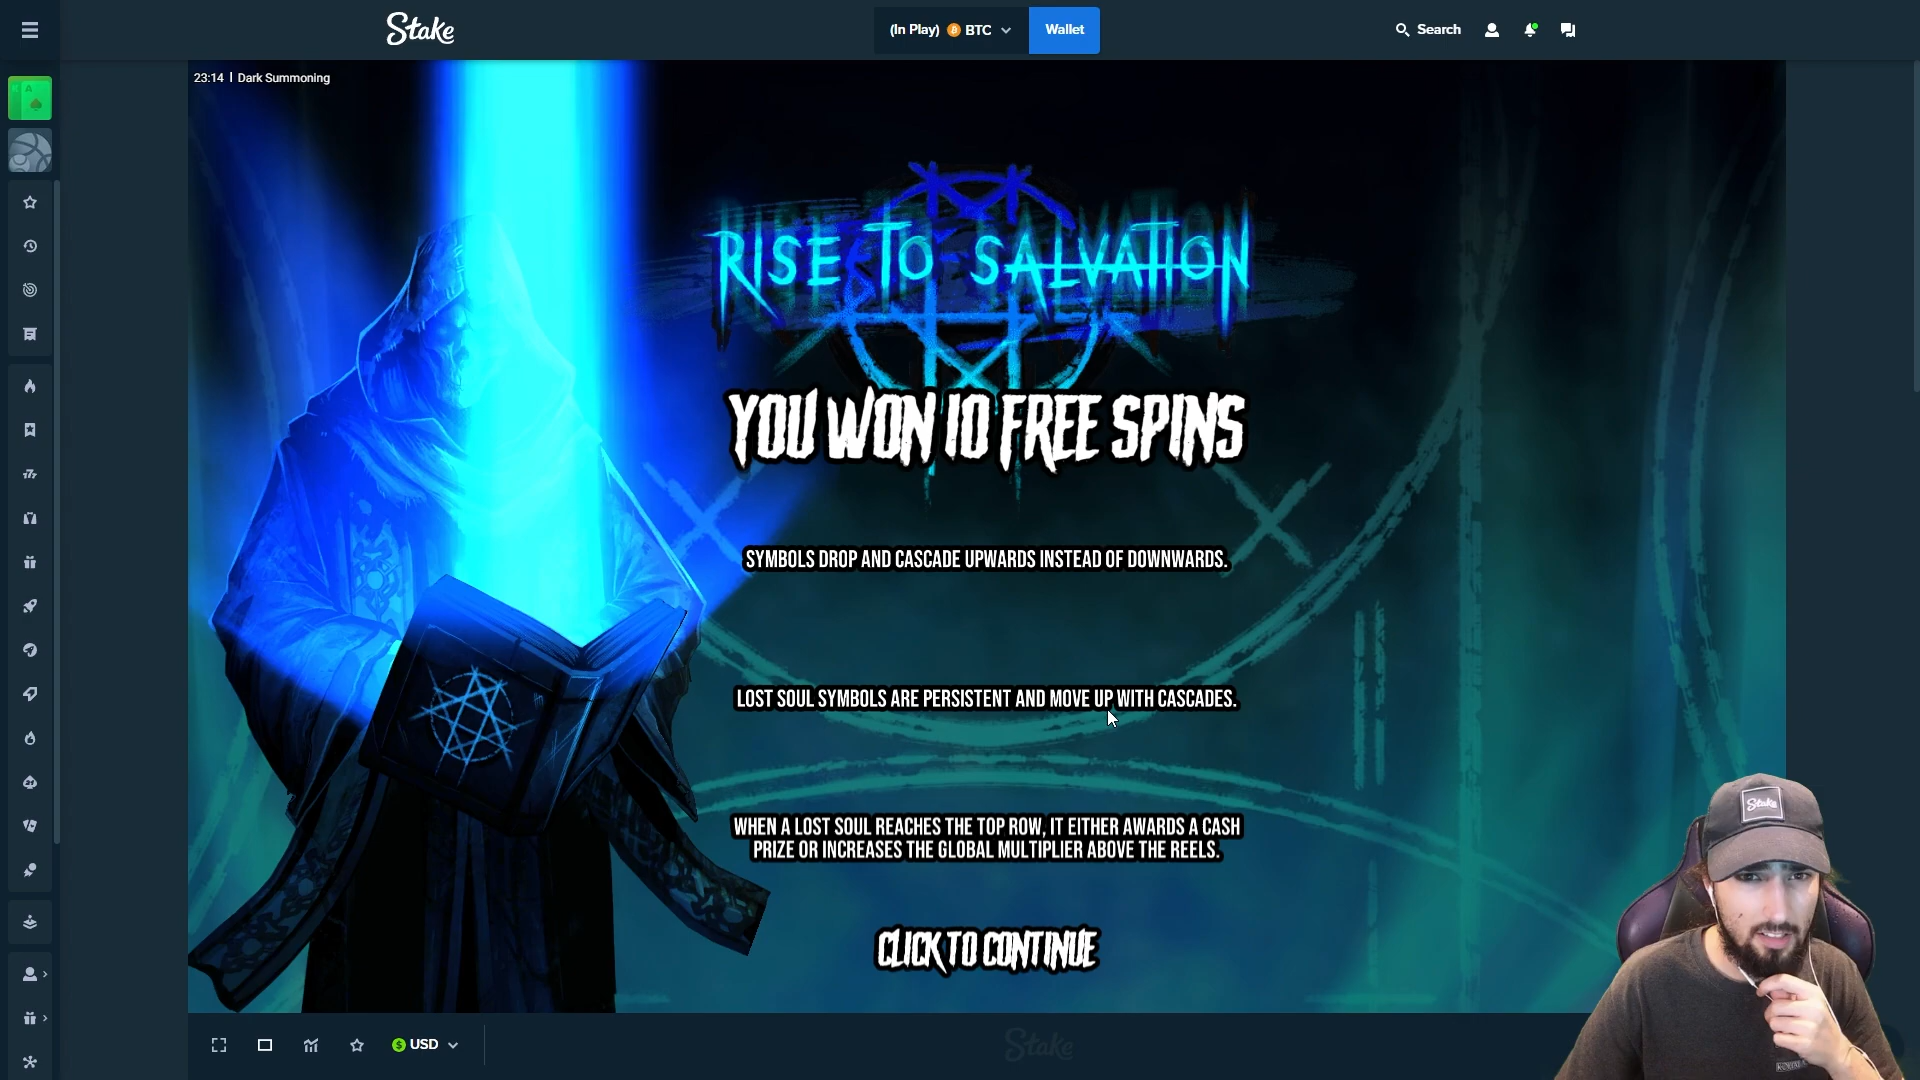 Stake
(In Play) BTC
Wallet
Search
23:14 | Dark Summoning
RISE TO SALVATION
YOU WON 10 FREE SPINS
SYMBOLS DROP AND CASCADE UPWARDS INSTEAD OF DOWNWARDS.
LOST SOUL SYMBOLS ARE PERSISTENT AND MOVE UP WITH CASCADES.
WHEN A LOST SOUL REACHES THE TOP ROW, IT EITHER AWARDS A CASH
PRIZE OR INCREASES THE GLOBAL MULTIPLIER ABOVE THE REELS.
CLICK TO CONTINUE
Stake
USD
Stake